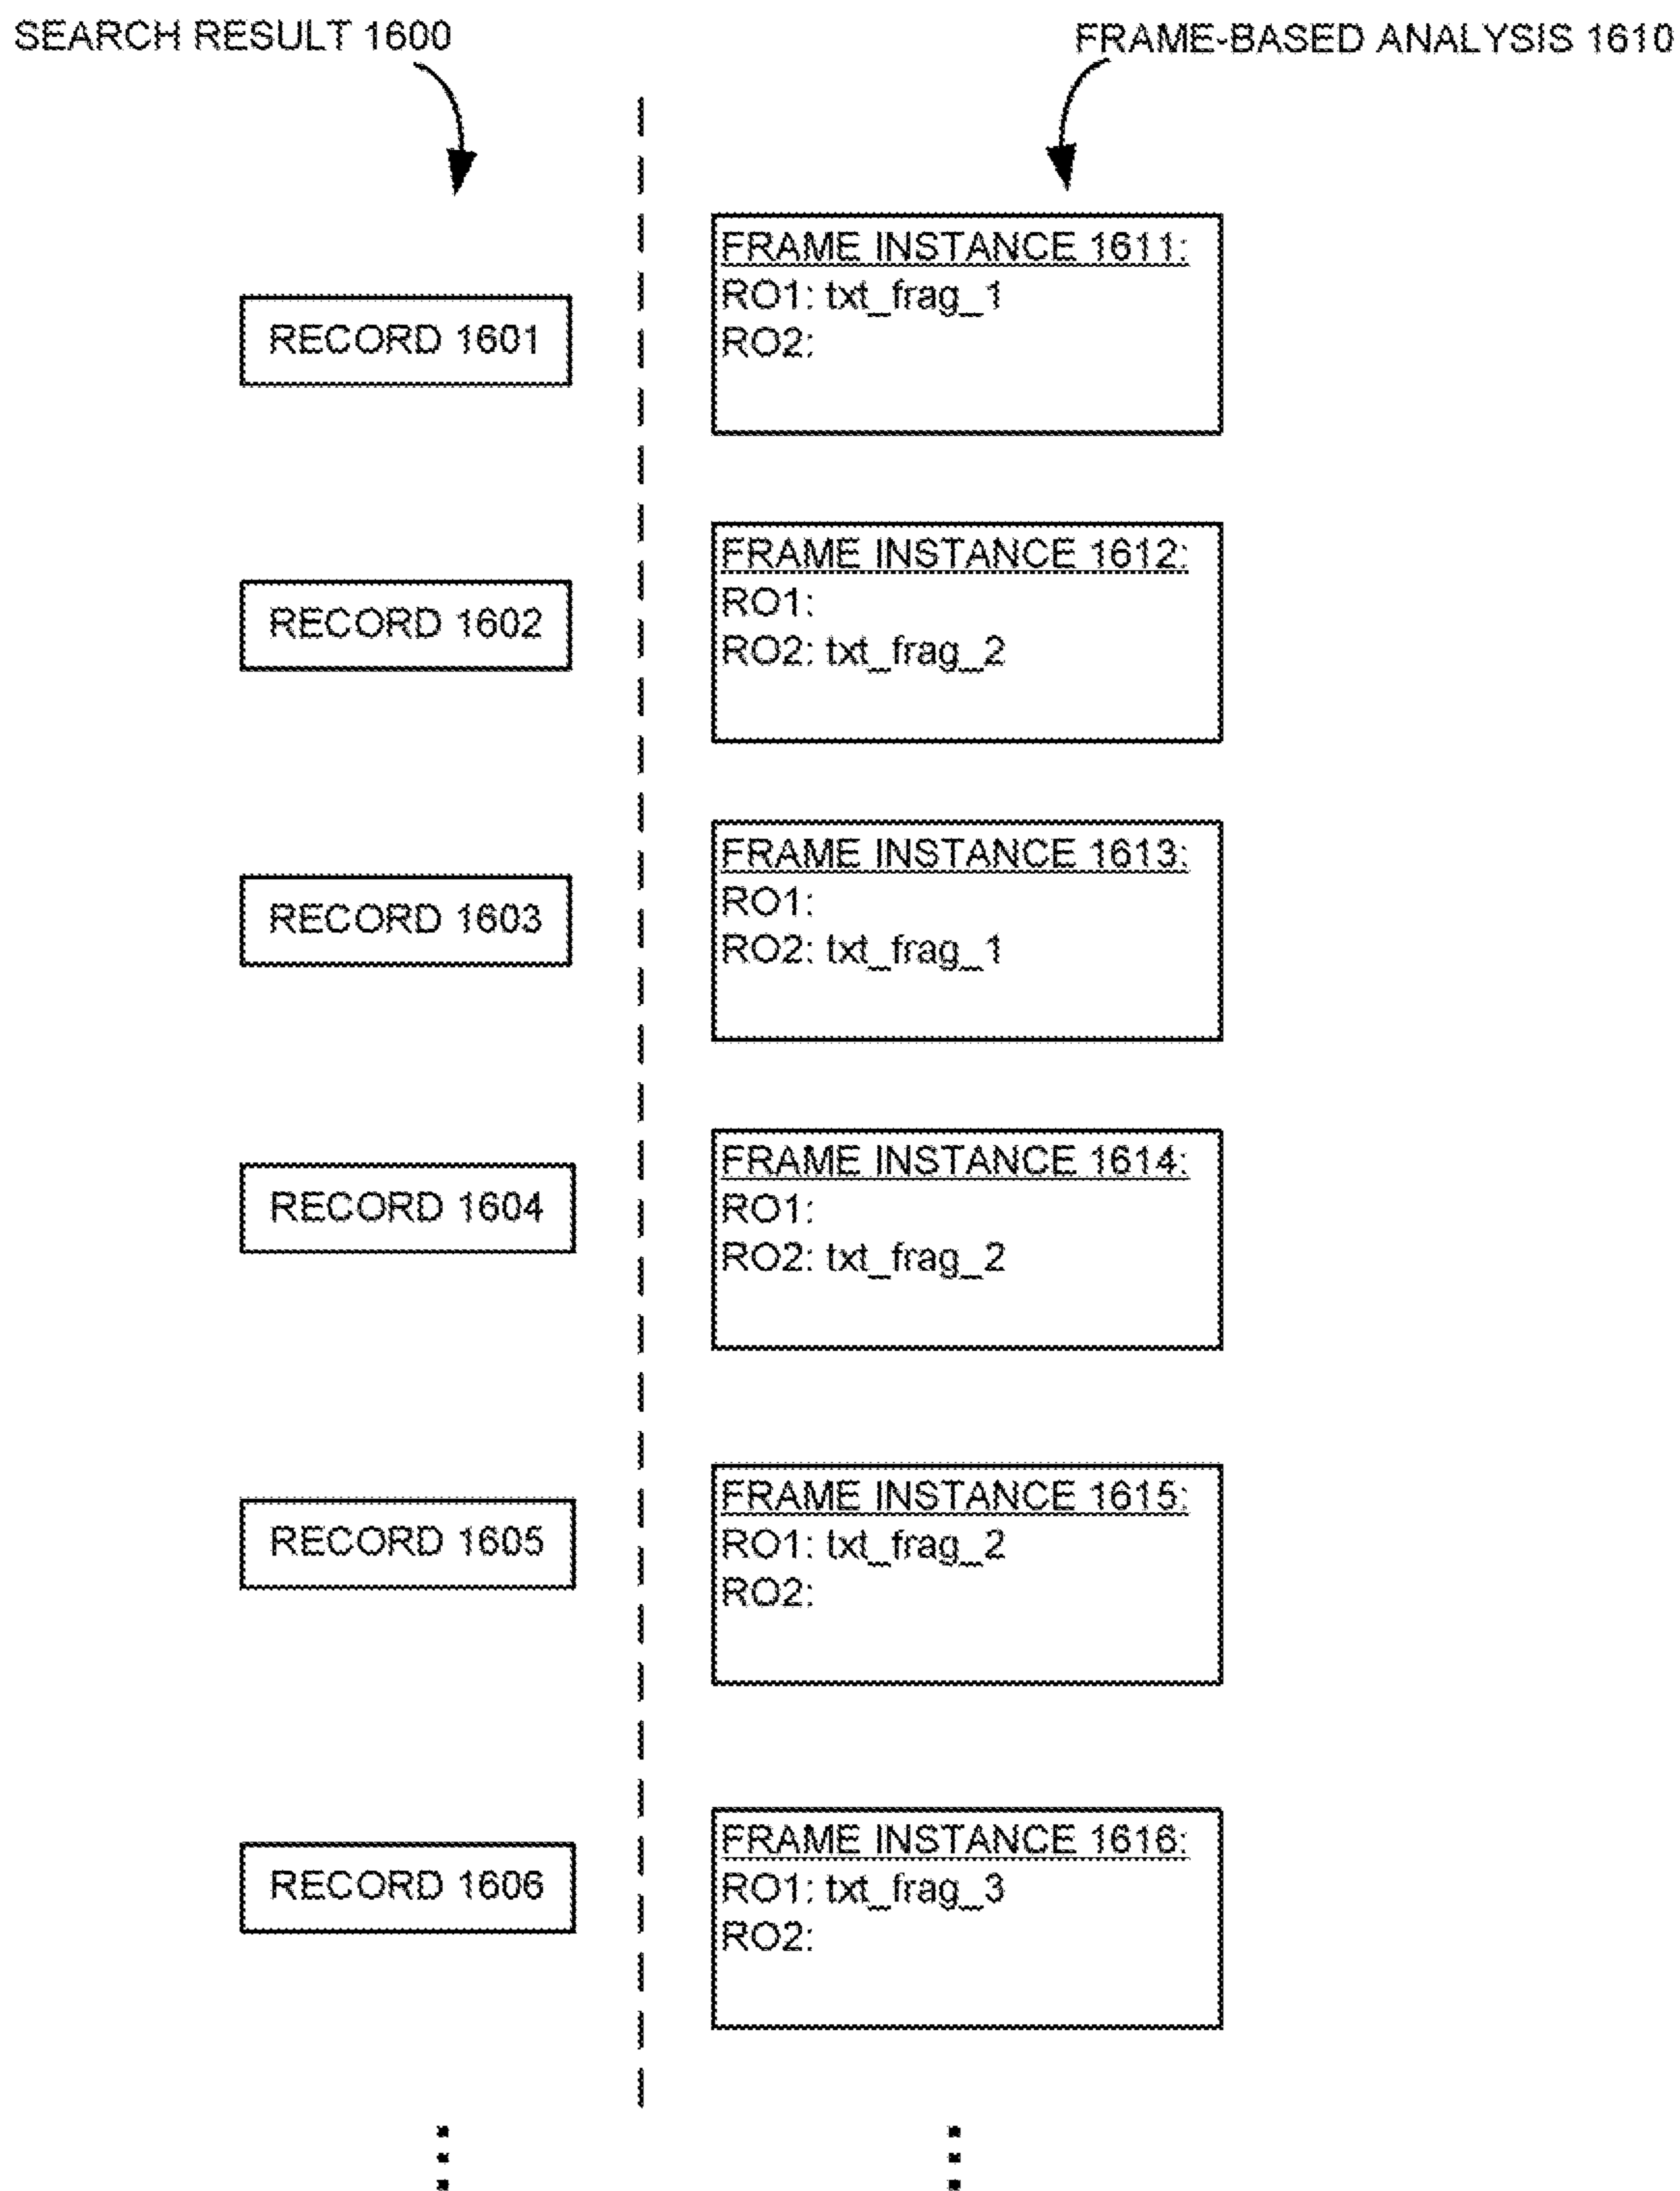 SEARCH RESULT 1600
FRAME-BASED ANALYSIS 1610
RECORD 1601
FRAME INSTANCE 1611:
RO1: txt_frag_1
RO2:
RECORD 1602
FRAME INSTANCE 1612:
RO1:
RO2: txt_frag_2
RECORD 1603
FRAME INSTANCE 1613:
RO1:
RO2: txt_frag_1
RECORD 1604
FRAME INSTANCE 1614:
RO1:
RO2: txt_frag_2
RECORD 1605
FRAME INSTANCE 1615:
RO1: txt_frag_2
RO2:
RECORD 1606
FRAME INSTANCE 1616:
RO1: txt_frag_3
RO2: